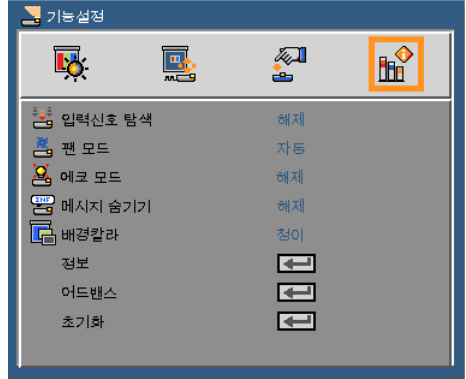 기능설정
입력신호 탐색 해제
팬 모드 자동
에코 모드 해제
INF 메시지 숨기기 해제
배경칼라 청이
정보
어드밴스
초기화